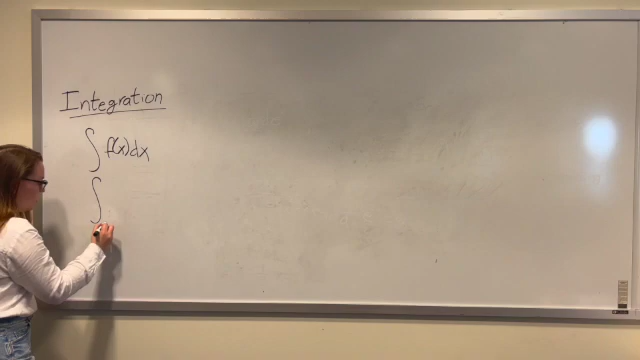 Integration
∫ f(x)dx
∫